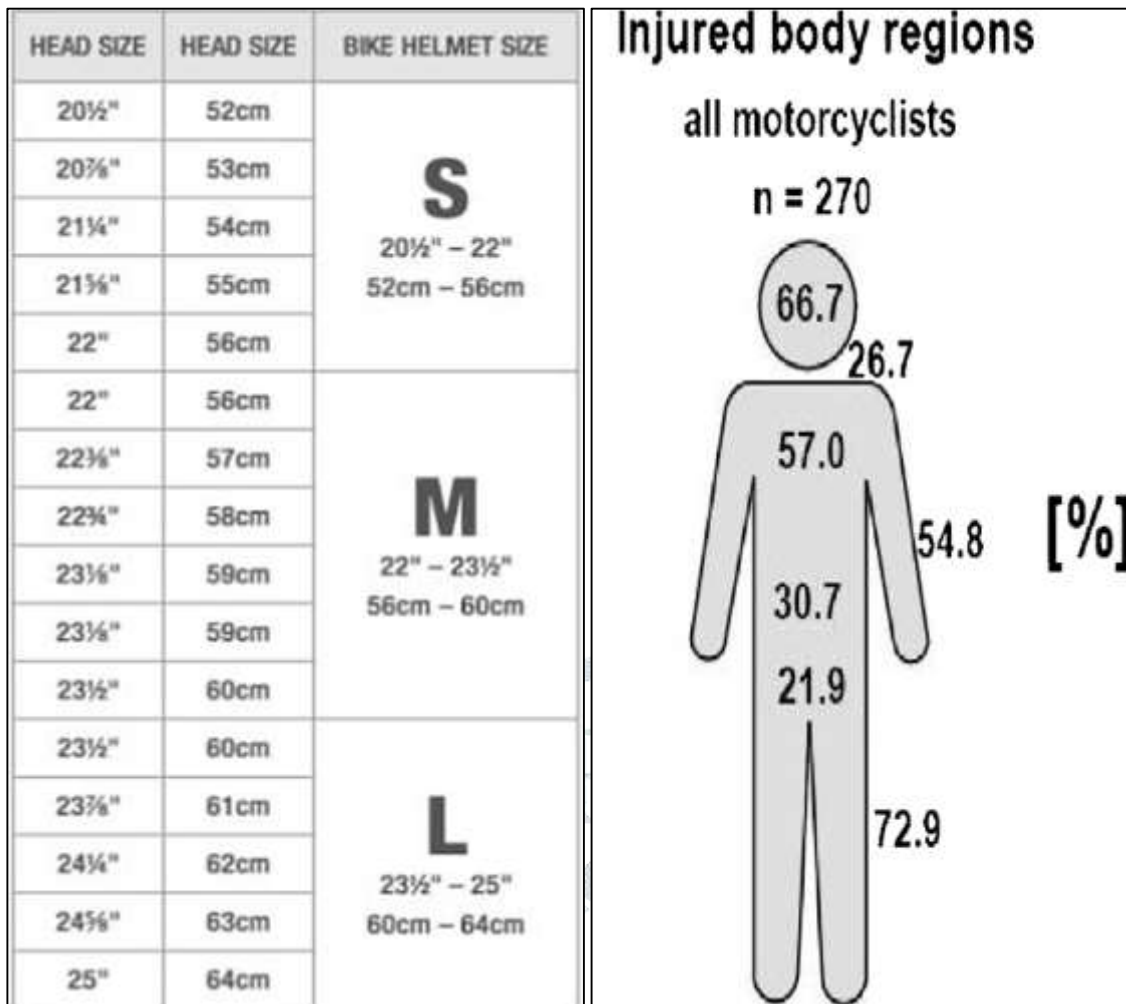 HEAD SIZE HEAD SIZE BIKE HELMET SIZE
20½" 52cm
20⅞" 53cm
21¼" 54cm
21⅝" 55cm
22" 56cm
S
20½" – 22"
52cm – 56cm
22" 56cm
22⅜" 57cm
22¾" 58cm
23⅛" 59cm
23⅛" 59cm
23½" 60cm
M
22" – 23½"
56cm – 60cm
23½" 60cm
23⅞" 61cm
24¼" 62cm
24⅝" 63cm
25" 64cm
L
23½" – 25"
60cm – 64cm
Injured body regions
all motorcyclists
n = 270
66.7
26.7
57.0
54.8
[%]
30.7
21.9
72.9